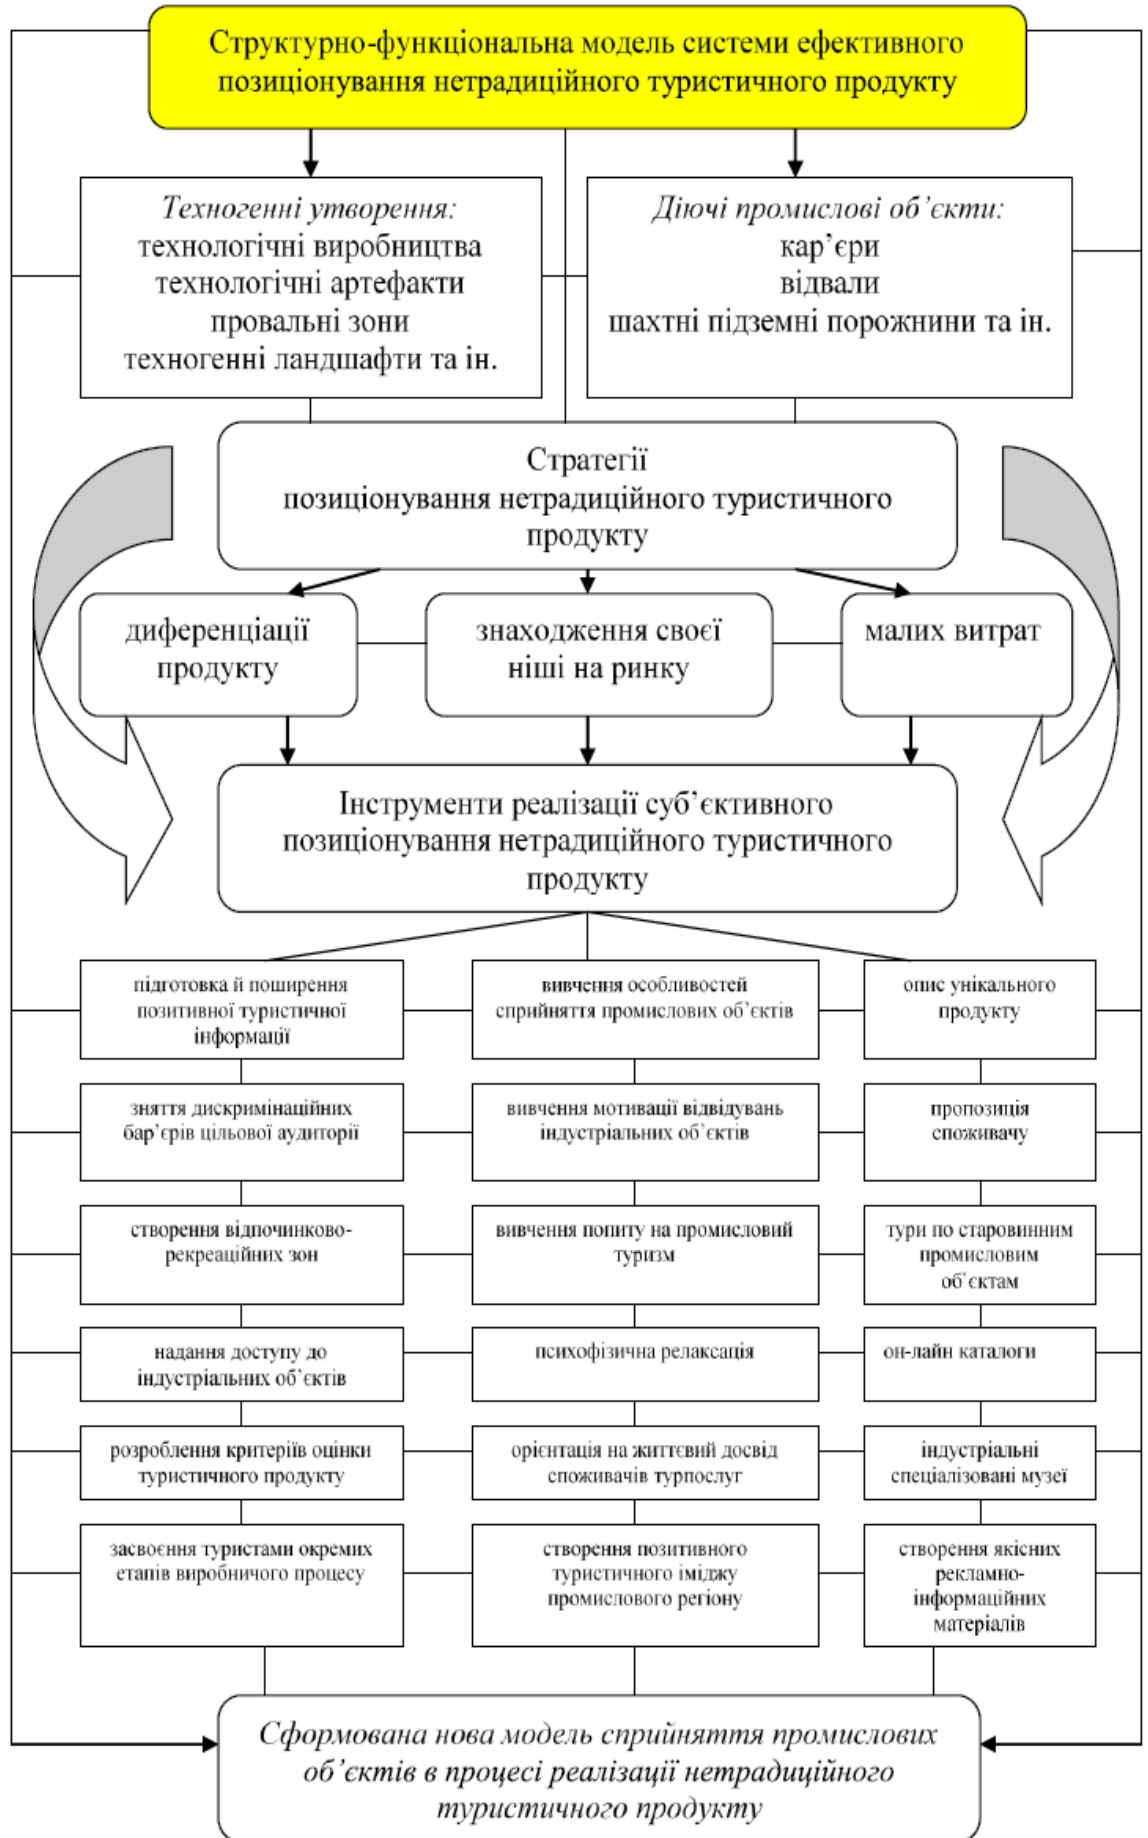 Структурно-функціональна модель системи ефективного
позиціонування нетрадиційного туристичного продукту
Техногенні утворення:
технологічні виробництва
технологічні артефакти
провальні зони
техногенні ландшафти та ін.
Діючі промислові об’єкти:
кар’єри
відвали
шахтні підземні порожнини та ін.
Стратегії
позиціонування нетрадиційного туристичного
продукту
диференціації
продукту
знаходження своєї
ніші на ринку
малих витрат
Інструменти реалізації суб’єктивного
позиціонування нетрадиційного туристичного
продукту
підготовка й поширення
позитивної туристичної
інформації
вивчення особливостей
сприйняття промислових об’єктів
опис унікального
продукту
зняття дискримінаційних
бар’єрів цільової аудиторії
вивчення мотивації відвідувань
індустріальних об’єктів
пропозиція
споживачу
створення відпочинково-
рекреаційних зон
вивчення попиту на промисловий
туризм
тури по старовинним
промисловим
об’єктам
надання доступу до
індустріальних об’єктів
психофізична релаксація
он-лайн каталоги
розроблення критеріїв оцінки
туристичного продукту
орієнтація на життєвий досвід
споживачів турпослуг
індустріальні
спеціалізовані музеї
засвоєння туристами окремих
етапів виробничого процесу
створення позитивного
туристичного іміджу
промислового регіону
створення якісних
рекламно-
інформаційних
матеріалів
Сформована нова модель сприйняття промислових
об’єктів в процесі реалізації нетрадиційного
туристичного продукту